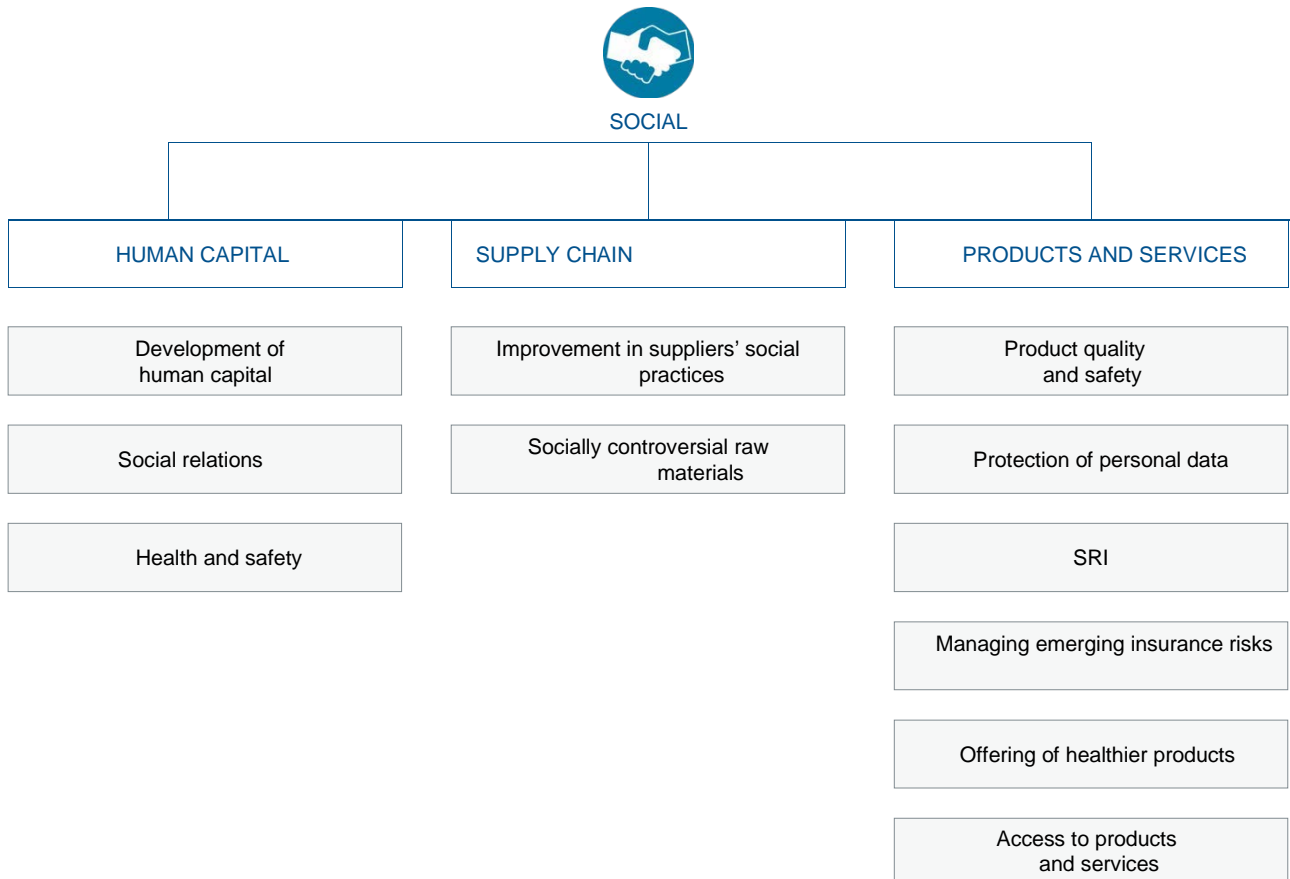 SOCIAL
HUMAN CAPITAL
SUPPLY CHAIN
PRODUCTS AND SERVICES
Development of
human capital
Improvement in suppliers’ social
practices
Product quality
and safety
Social relations
Socially controversial raw
materials
Protection of personal data
Health and safety
SRI
Managing emerging insurance risks
Offering of healthier products
Access to products
and services